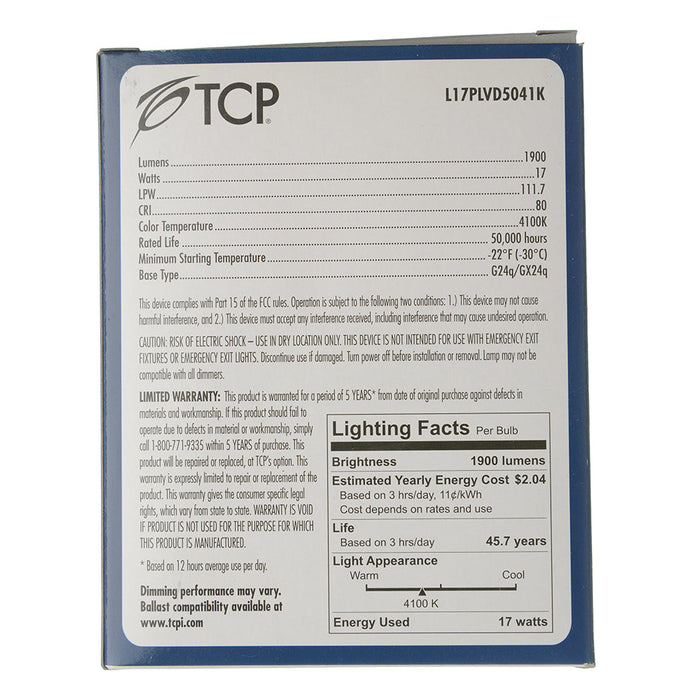 TCP®
L17PLVD5041K
Lumens 1900
Watts 17
LPW 111.7
CRI 80
Color Temperature 4100K
Rated Life 50,000 hours
Minimum Starting Temperature -22°F (-30°C)
Base Type G24q/GX24q
This device complies with Part 15 of the FCC rules. Operation is subject to the following two conditions: 1.) This device may not cause
harmful interference, and 2.) This device must accept any interference received, including interference that may cause undesired operation.
CAUTION: RISK OF ELECTRIC SHOCK – USE IN DRY LOCATION ONLY. THIS DEVICE IS NOT INTENDED FOR USE WITH EMERGENCY EXIT
FIXTURES OR EMERGENCY EXIT LIGHTS. Discontinue use if damaged. Turn power off before installation or removal. Lamp may not be
compatible with all dimmers.
LIMITED WARRANTY: This product is warranted for a period of 5 YEARS* from date of original purchase against defects in
materials and workmanship. If this product should fail to
operate due to defects in material or workmanship, simply
call 1-800-771-9335 within 5 YEARS of purchase. This
product will be repaired or replaced, at TCP's option. This
warranty is expressly limited to repair or replacement of the
product. This warranty gives the consumer specific legal
rights, which vary from state to state. WARRANTY IS VOID
IF PRODUCT IS NOT USED FOR THE PURPOSE FOR WHICH
THIS PRODUCT IS MANUFACTURED.
* Based on 12 hours average use per day.
Dimming performance may vary.
Ballast compatibility available at
www.tcpi.com
Lighting Facts Per Bulb
Brightness 1900 lumens
Estimated Yearly Energy Cost $2.04
Based on 3 hrs/day, 11¢/kWh
Cost depends on rates and use
Life
Based on 3 hrs/day 45.7 years
Light Appearance
Warm Cool
4100 K
Energy Used 17 watts